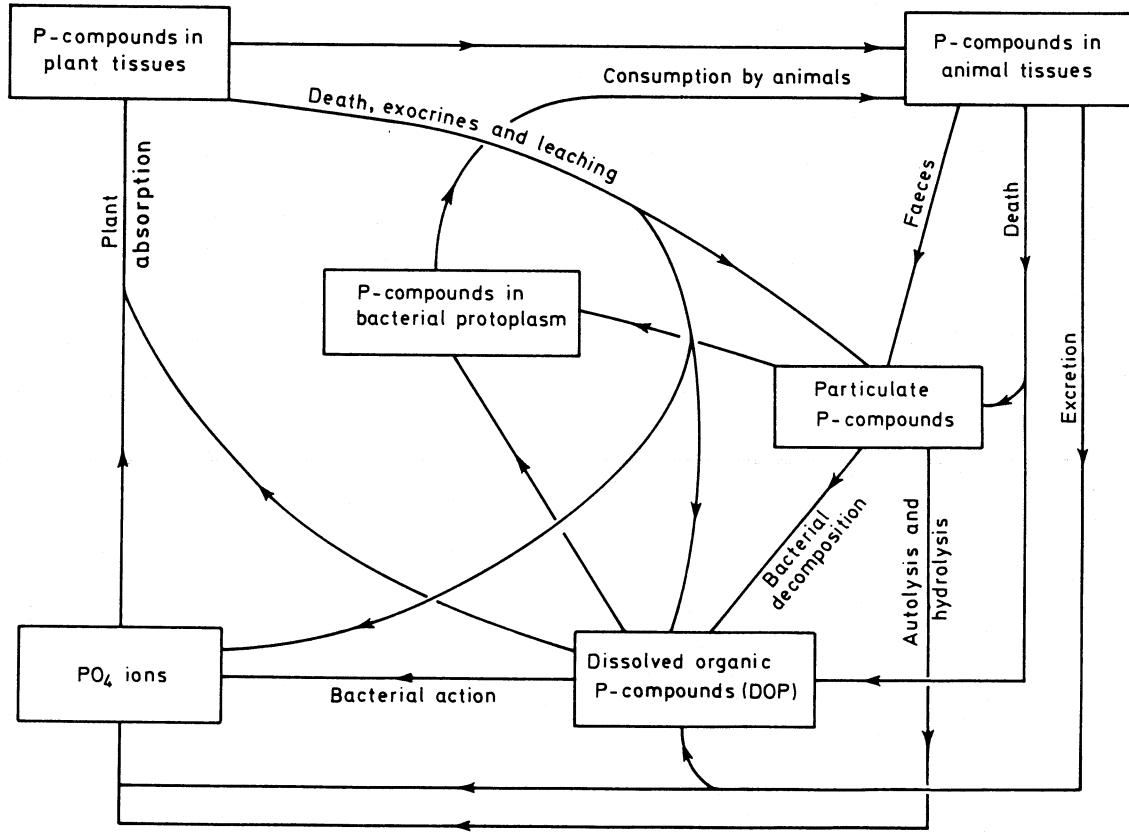 P-compounds in
plant tissues
P-compounds in
animal tissues
Consumption by animals
Death, exocrines and leaching
Plant
absorption
Faeces
Death
P-compounds in
bacterial protoplasm
Excretion
Particulate
P-compounds
Bacterial
decomposition
Autolysis and
hydrolysis
PO₄ ions
Bacterial action
Dissolved organic
P-compounds (DOP)